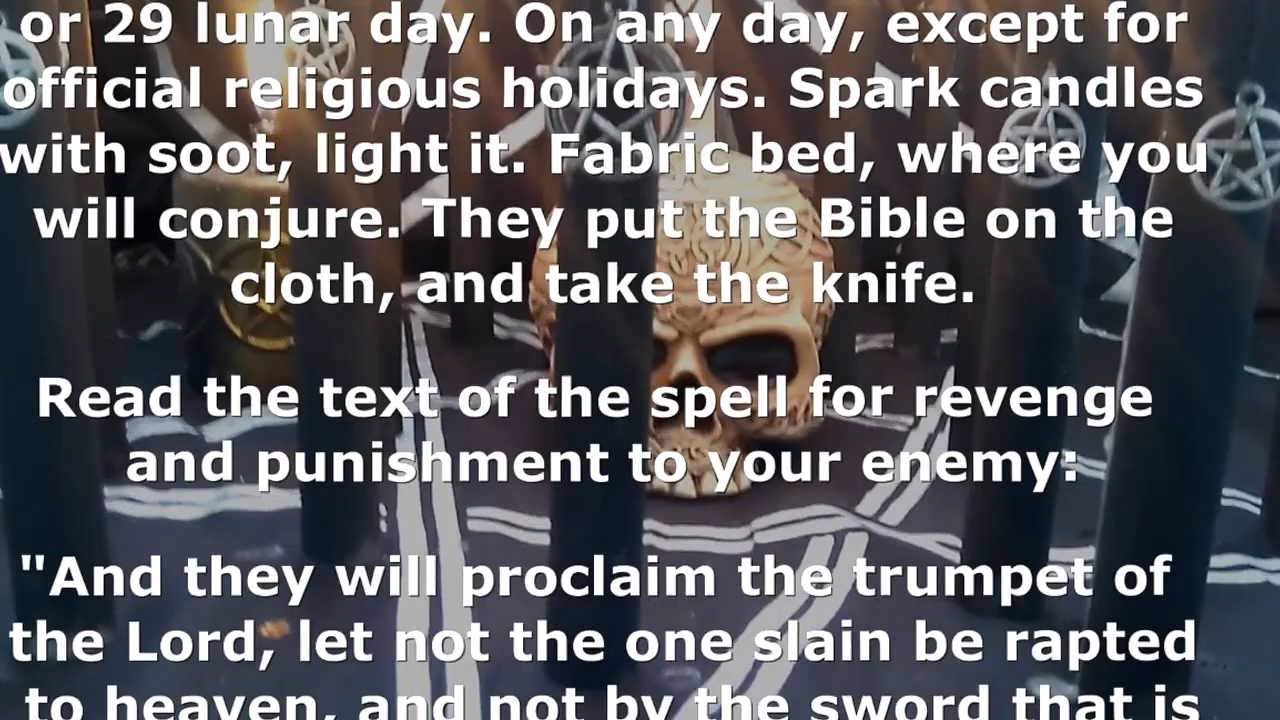 or 29 lunar day. On any day, except for
official religious holidays. Spark candles
with soot, light it. Fabric bed, where you
will conjure. They put the Bible on the
cloth, and take the knife.
Read the text of the spell for revenge
and punishment to your enemy:
"And they will proclaim the trumpet of
the Lord, let not the one slain be rapted
to heaven, and not by the sword that is